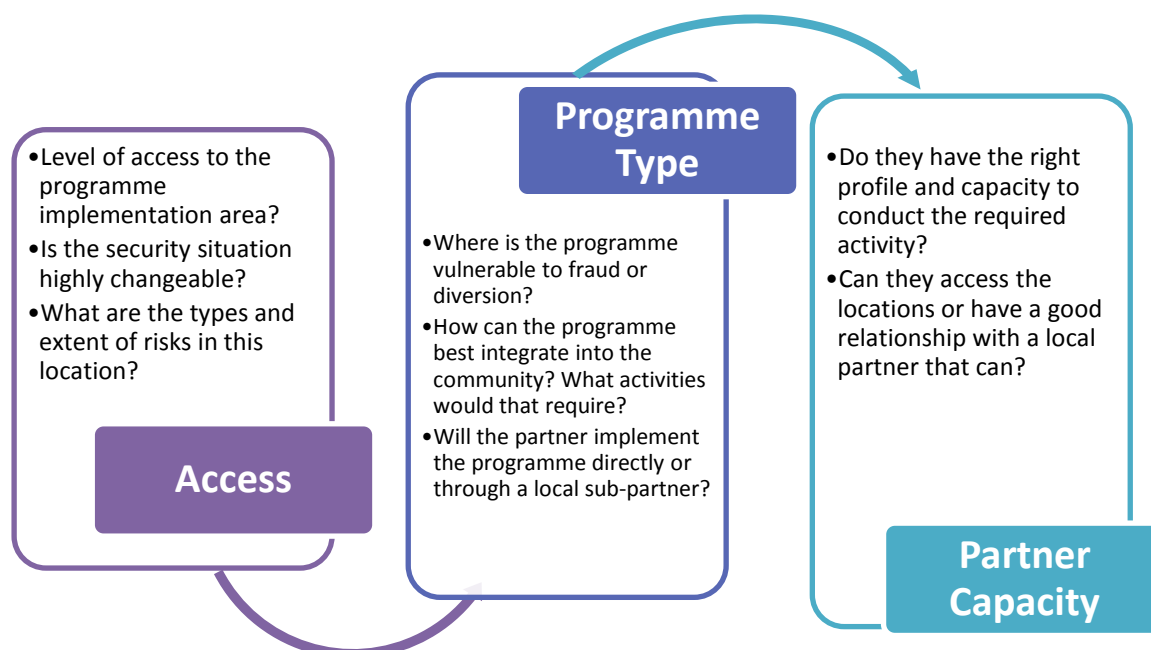 •Level of access to the
programme
implementation area?
•Is the security situation
highly changeable?
•What are the types and
extent of risks in this
location?
Access
Programme
Type
•Where is the programme
vulnerable to fraud or
diversion?
•How can the programme
best integrate into the
community? What activities
would that require?
•Will the partner implement
the programme directly or
through a local sub-partner?
•Do they have the right
profile and capacity to
conduct the required
activity?
•Can they access the
locations or have a good
relationship with a local
partner that can?
Partner
Capacity